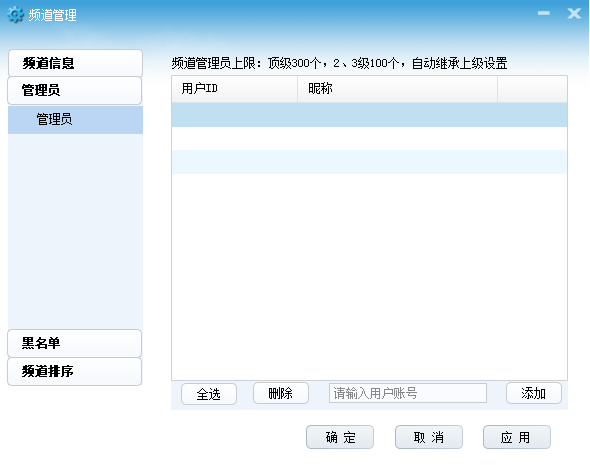 频道管理
频道信息
管理员
管理员
黑名单
频道排序
频道管理员上限：顶级300个，2、3级100个，自动继承上级设置
用户ID 昵称
全选 删除 请输入用户账号 添加
确 定 取 消 应 用